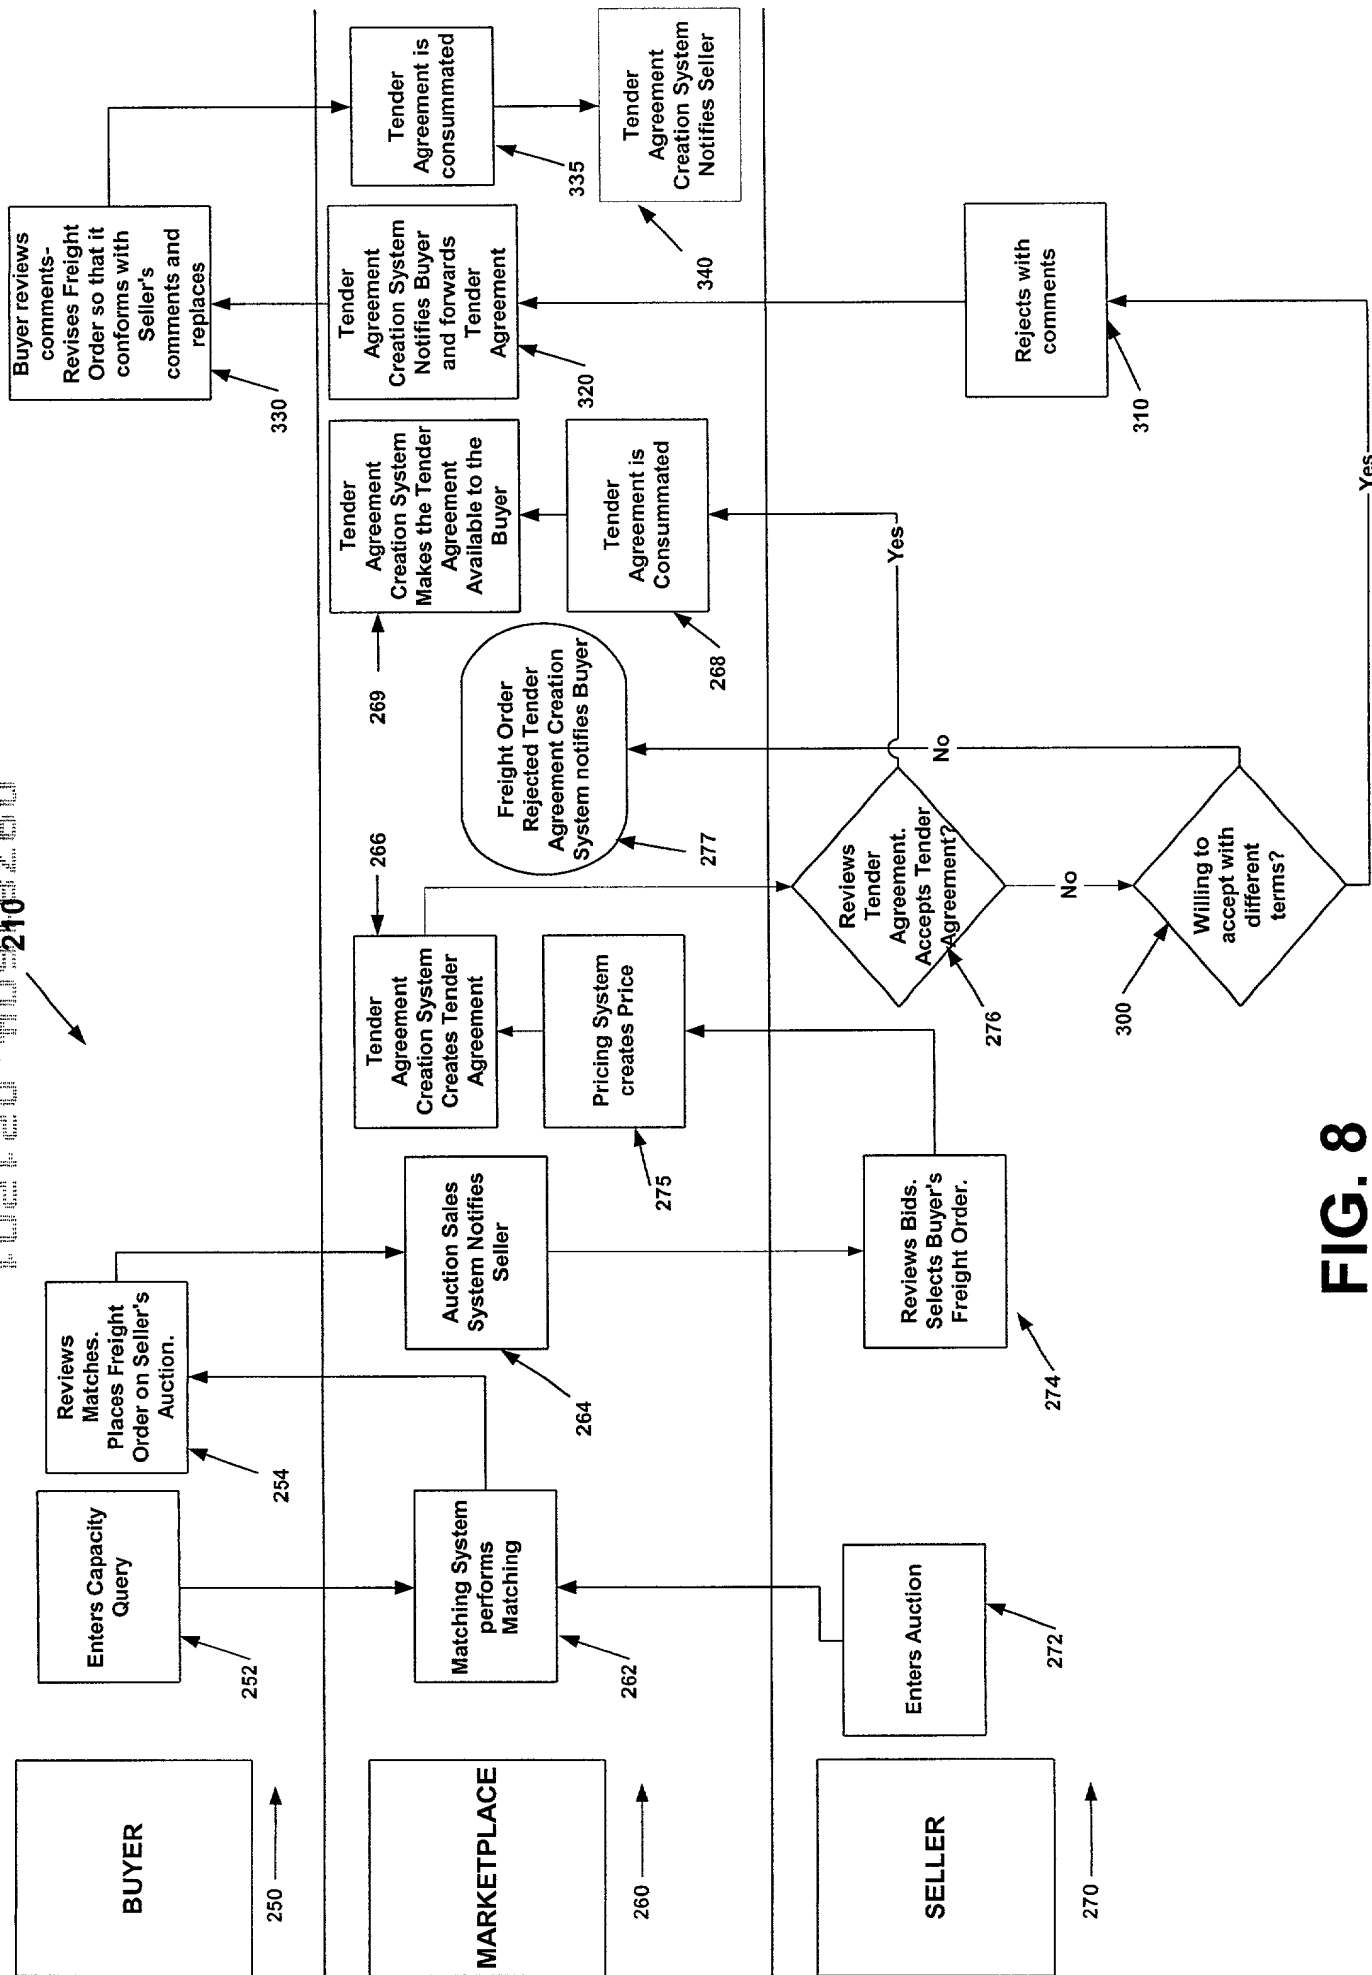 210
BUYER
250
Enters Capacity
Query
252
Reviews
Matches.
Places Freight
Order on Seller's
Auction.
254
Buyer reviews
comments-
Revises Freight
Order so that it
conforms with
Seller's
comments and
replaces
330
MARKETPLACE
260
Matching System
performs
Matching
262
Auction Sales
System Notifies
Seller
264
Tender
Agreement
Creation System
Creates Tender
Agreement
266
Pricing System
creates Price
275
Freight Order
Rejected Tender
Agreement Creation
System notifies Buyer
277
Tender
Agreement
Creation System
Makes the Tender
Agreement
Available to the
Buyer
269
Tender
Agreement is
Consummated
268
Tender
Agreement
Creation System
Notifies Buyer
and forwards
Tender
Agreement
320
Tender
Agreement is
consummated
335
Tender
Agreement
Creation System
Notifies Seller
340
SELLER
270
Enters Auction
272
Reviews Bids.
Selects Buyer's
Freight Order.
274
Reviews
Tender
Agreement.
Accepts Tender
Agreement?
276
Yes
No
No
Willing to
accept with
different
terms?
300
Rejects with
comments
310
Yes
FIG. 8